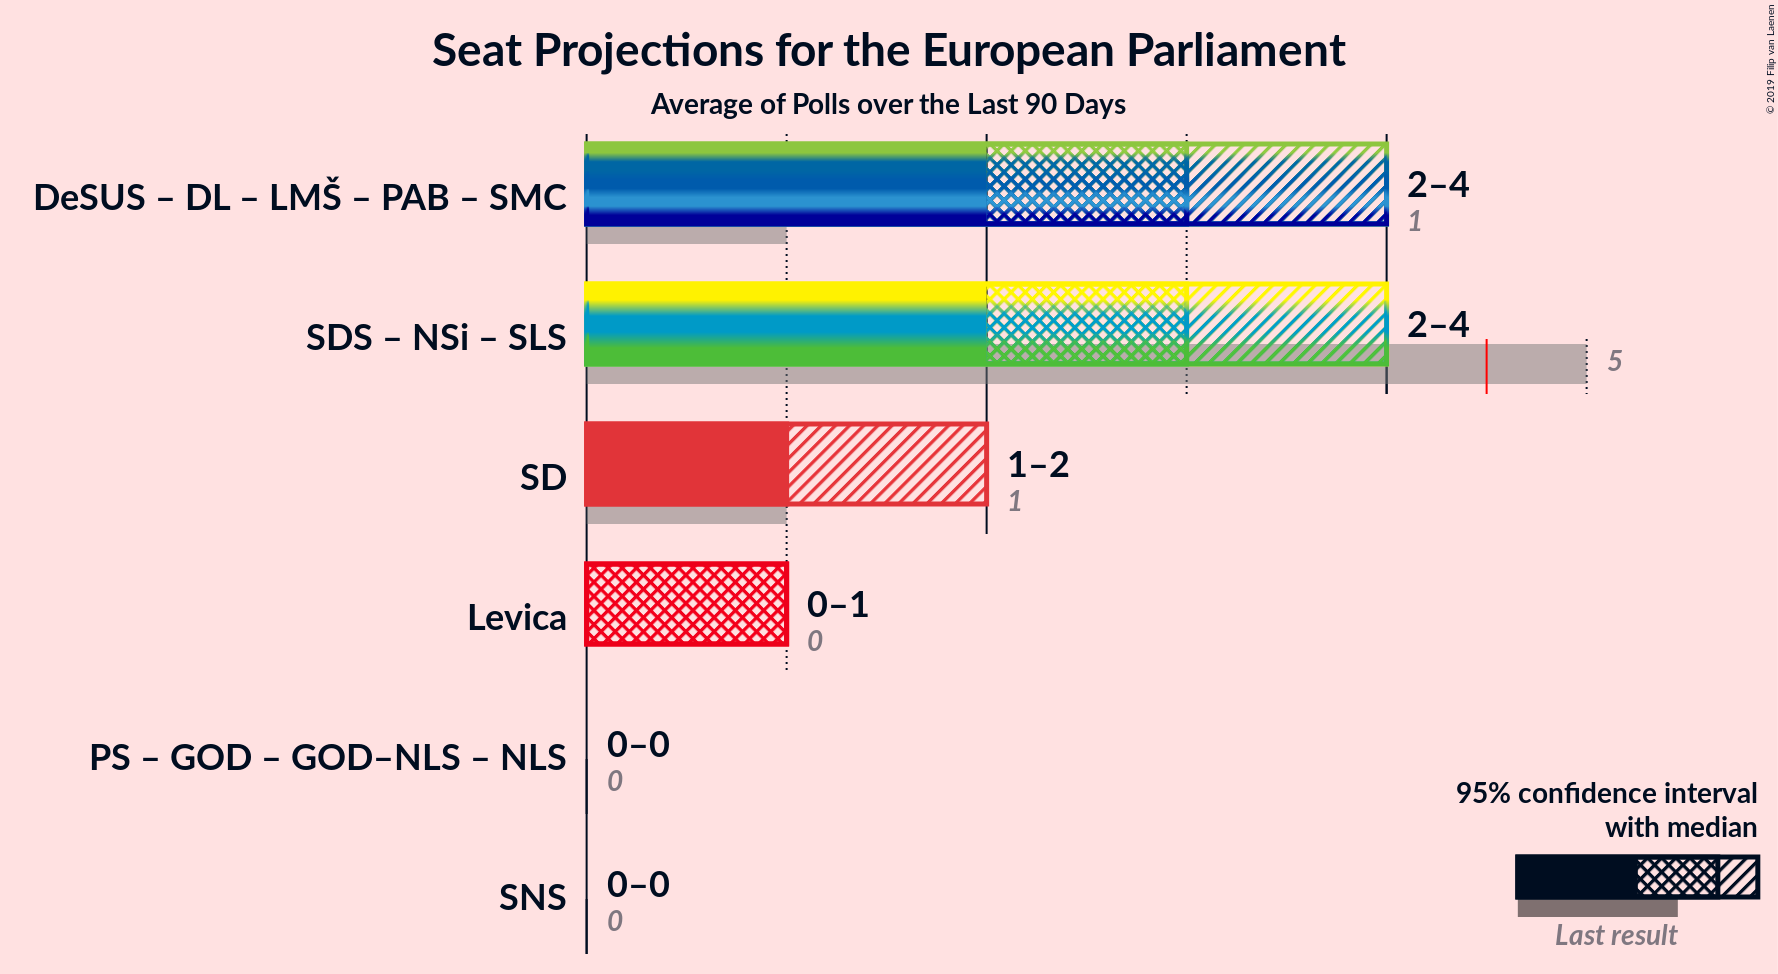 Seat Projections for the European Parliament
Average of Polls over the Last 90 Days
© 2019 Filip van Laenen
DeSUS – DL – LMŠ – PAB – SMC
2–4
1
SDS – NSi – SLS
2–4
5
SD
1–2
1
Levica
0–1
0
PS – GOD – GOD–NLS – NLS
0–0
0
SNS
0–0
0
95% confidence interval
with median
Last result